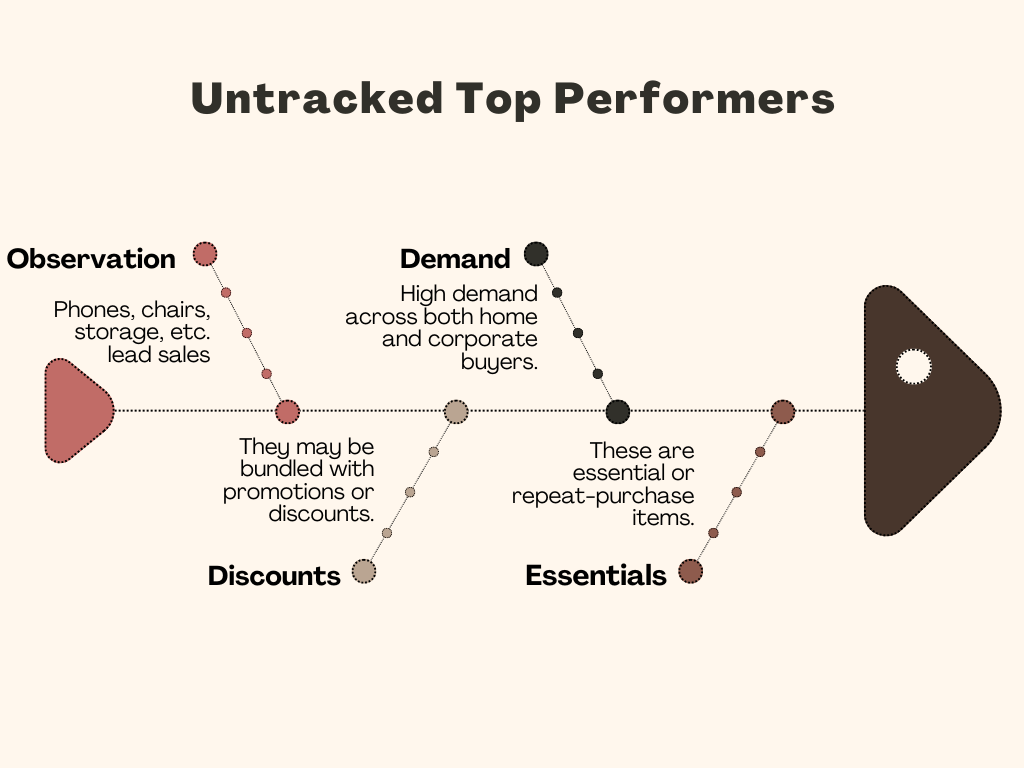 Untracked Top Performers
Observation
Phones, chairs,
storage, etc.
lead sales
Demand
High demand
across both home
and corporate
buyers.
They may be
bundled with
promotions or
discounts.
Discounts
These are
essential or
repeat-purchase
items.
Essentials